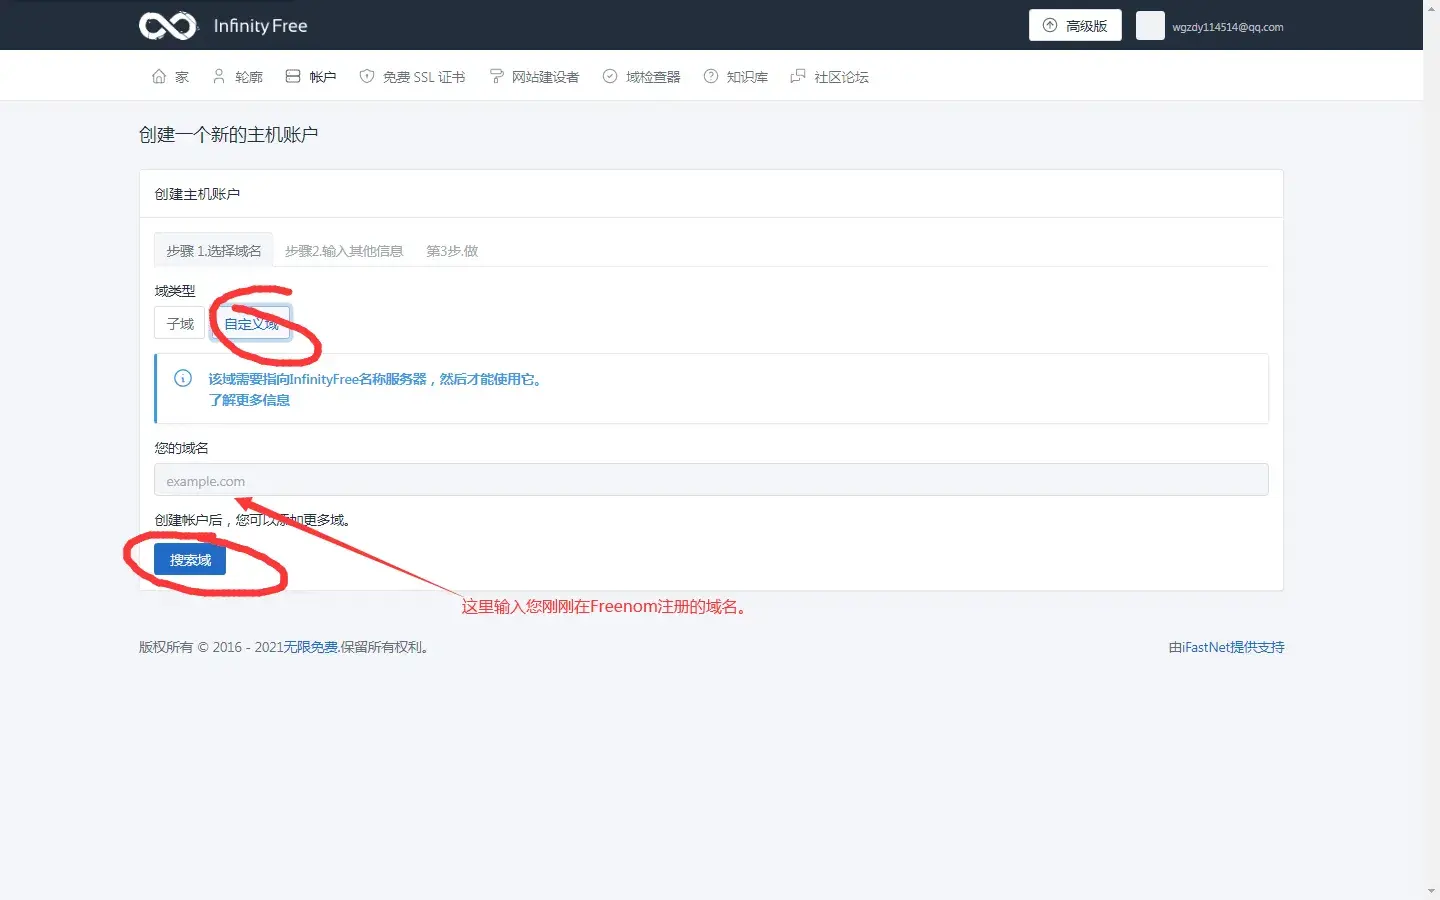 Infinity Free
高级版
wgzdy114514@qq.com
家 轮廓 帐户 免费 SSL 证书 网站建设者 域检查器 知识库 社区论坛
创建一个新的主机账户
创建主机账户
步骤 1.选择域名 步骤2.输入其他信息 第3步.做
域类型
子域 自定义域
该域需要指向InfinityFree名称服务器，然后才能使用它。
了解更多信息
您的域名
example.com
创建帐户后，您可以添加更多域。
搜索域
这里输入您刚刚在Freenom注册的域名。
版权所有 © 2016 - 2021无限免费.保留所有权利。
由iFastNet提供支持